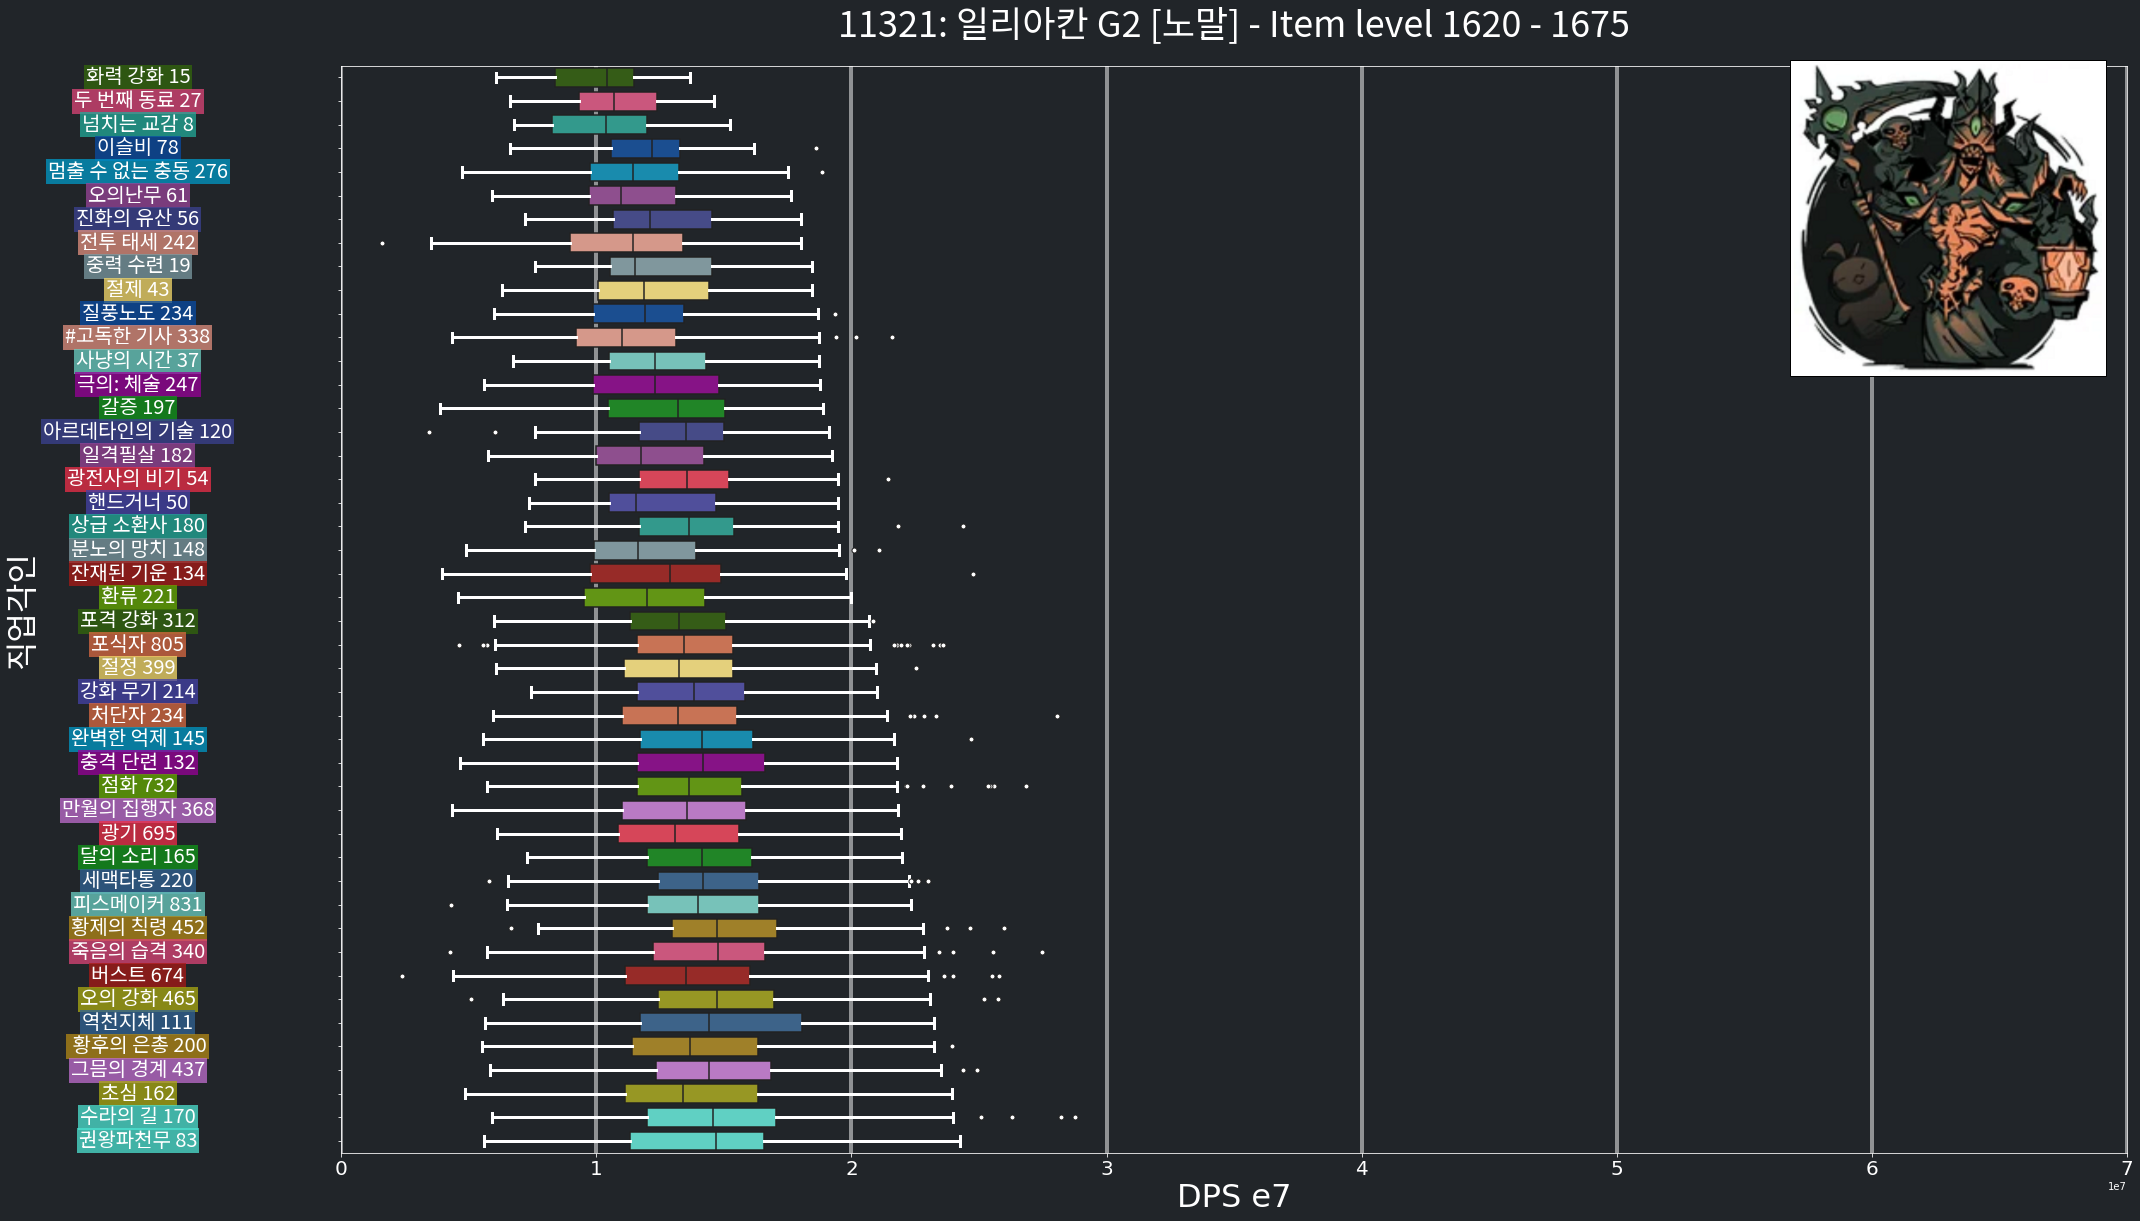 11321: 일리아칸 G2 [노말] - Item level 1620 - 1675
직업각인
화력 강화 15
두 번째 동료 27
넘치는 교감 8
이슬비 78
멈출 수 없는 충동 276
오의난무 61
진화의 유산 56
전투 태세 242
중력 수련 19
절제 43
질풍노도 234
#고독한 기사 338
사냥의 시간 37
극의: 체술 247
갈증 197
아르데타인의 기술 120
일격필살 182
광전사의 비기 54
핸드거너 50
상급 소환사 180
분노의 망치 148
잔재된 기운 134
환류 221
포격 강화 312
포식자 805
절정 399
강화 무기 214
처단자 234
완벽한 억제 145
충격 단련 132
점화 732
만월의 집행자 368
광기 695
달의 소리 165
세맥타통 220
피스메이커 831
황제의 칙령 452
죽음의 습격 340
버스트 674
오의 강화 465
역천지체 111
황후의 은총 200
그믐의 경계 437
초심 162
수라의 길 170
권왕파천무 83
0 1 2 3 4 5 6 7
DPS e7
1e7